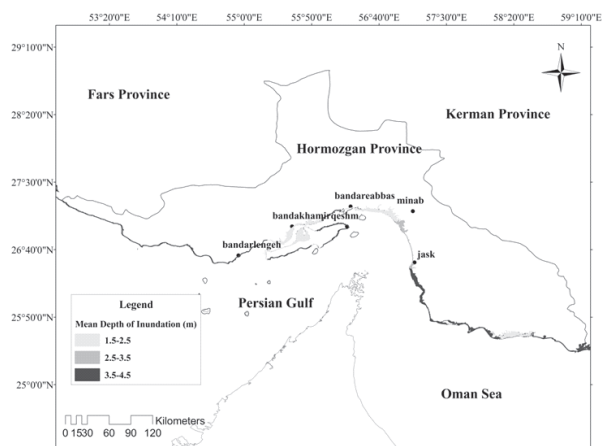 53°20'0"E 54°10'0"E 55°0'0"E 55°50'0"E 56°40'0"E 57°30'0"E 58°20'0"E 59°10'0"E
29°10'0"N
N
Fars Province
28°20'0"N
Kerman Province
Hormozgan Province
27°30'0"N
bandareabbas
minab
bandakhamirqeshm
26°40'0"N
bandarlengeh
jask
Persian Gulf
Legend
Mean Depth of Inundation (m)
1.5-2.5
2.5-3.5
3.5-4.5
25°50'0"N
25°0'0"N
Oman Sea
Kilometers
0 1530 60 90 120